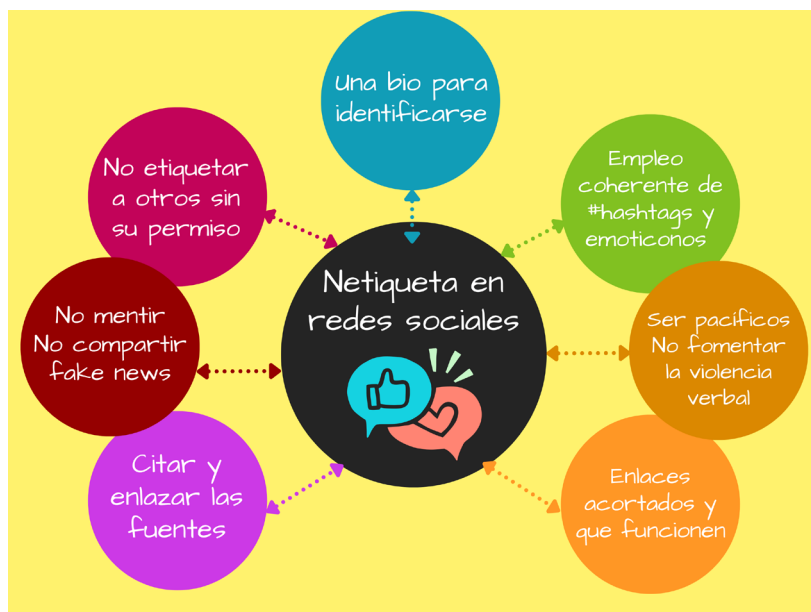 Una bio para
identificarse
No etiquetar
a otros sin
su permiso
Empleo
coherente de
#hashtags y
emoticonos
Netiqueta en
redes sociales
No mentir
No compartir
fake news
Ser pacíficos
No fomentar
la violencia
verbal
Citar y
enlazar las
fuentes
Enlaces
acortados y
que funcionen